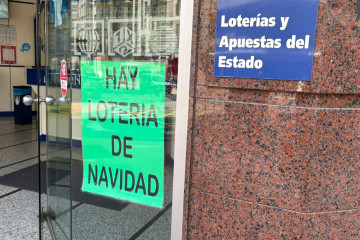 HAY
LOTERIA
DE
NAVIDAD
Loterías y
Apuestas del
Estado